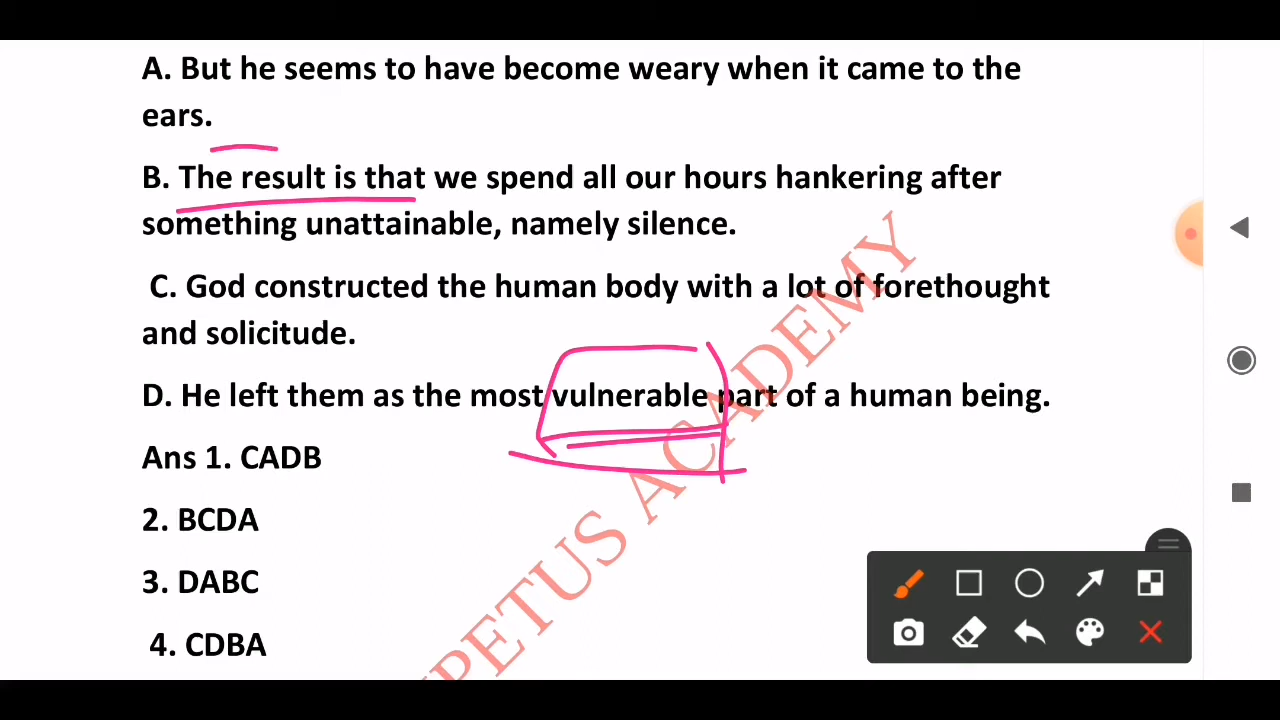 A. But he seems to have become weary when it came to the
ears.
B. The result is that we spend all our hours hankering after
something unattainable, namely silence.
C. God constructed the human body with a lot of forethought
and solicitude.
D. He left them as the most vulnerable part of a human being.
Ans 1. CADB
2. BCDA
3. DABC
4. CDBA
PETUS ACADEMY